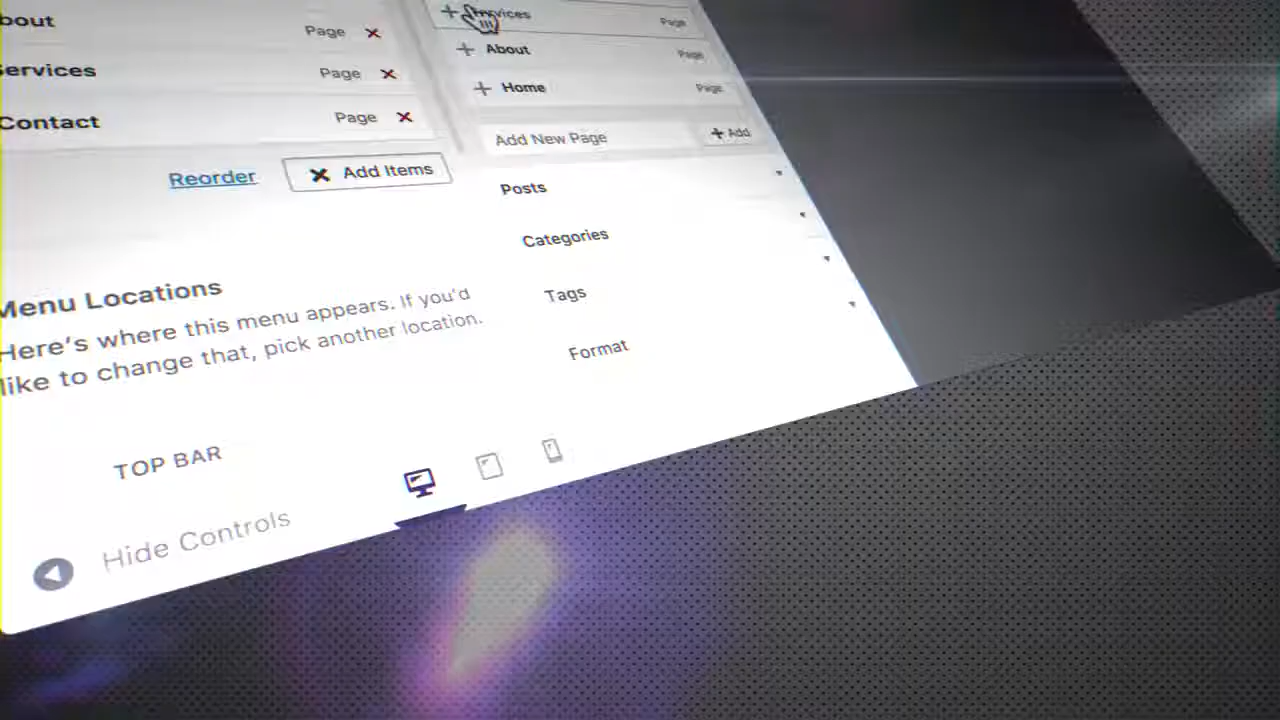 bout
Page
ervices
Page
Contact
Page
Reorder
Add Items
Menu Locations
Here's where this menu appears. If you'd
like to change that, pick another location.
TOP BAR
Hide Controls
Services
Page
About
Page
Home
Page
Add New Page
Add
Posts
Categories
Tags
Format